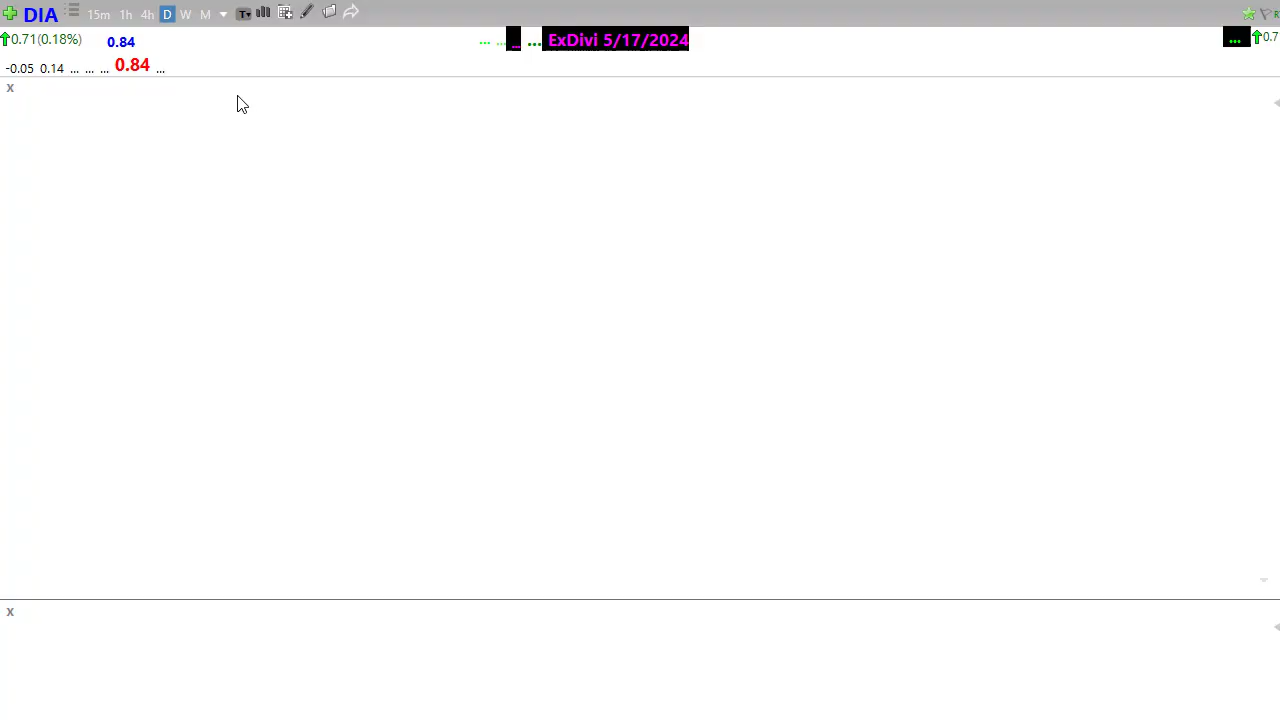 DIA 15m 1h 4h D W M T
0.71(0.18%) 0.84 ... ... ... ... ExDivi 5/17/2024 ... 0.7
-0.05 0.14 ... ... ... 0.84 ...
x
x